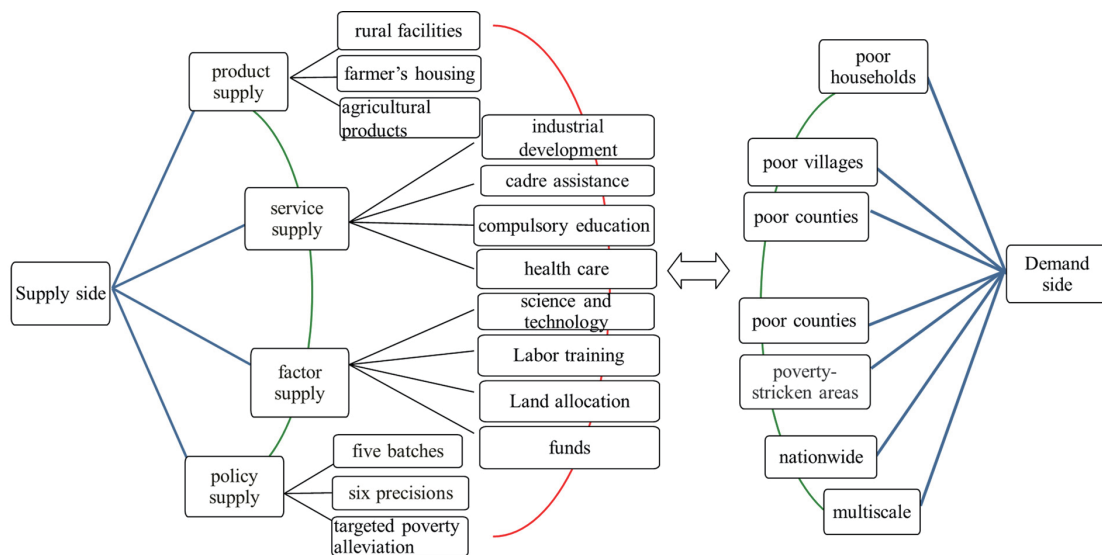 rural facilities
product
supply
farmer's housing
agricultural
products
industrial
development
service
supply
cadre assistance
compulsory education
health care
Supply side
factor
supply
science and
technology
Labor training
Land allocation
funds
policy
supply
five batches
six precisions
targeted poverty
alleviation
poor
households
poor villages
poor counties
poor counties
poverty-
stricken areas
nationwide
multiscale
Demand
side